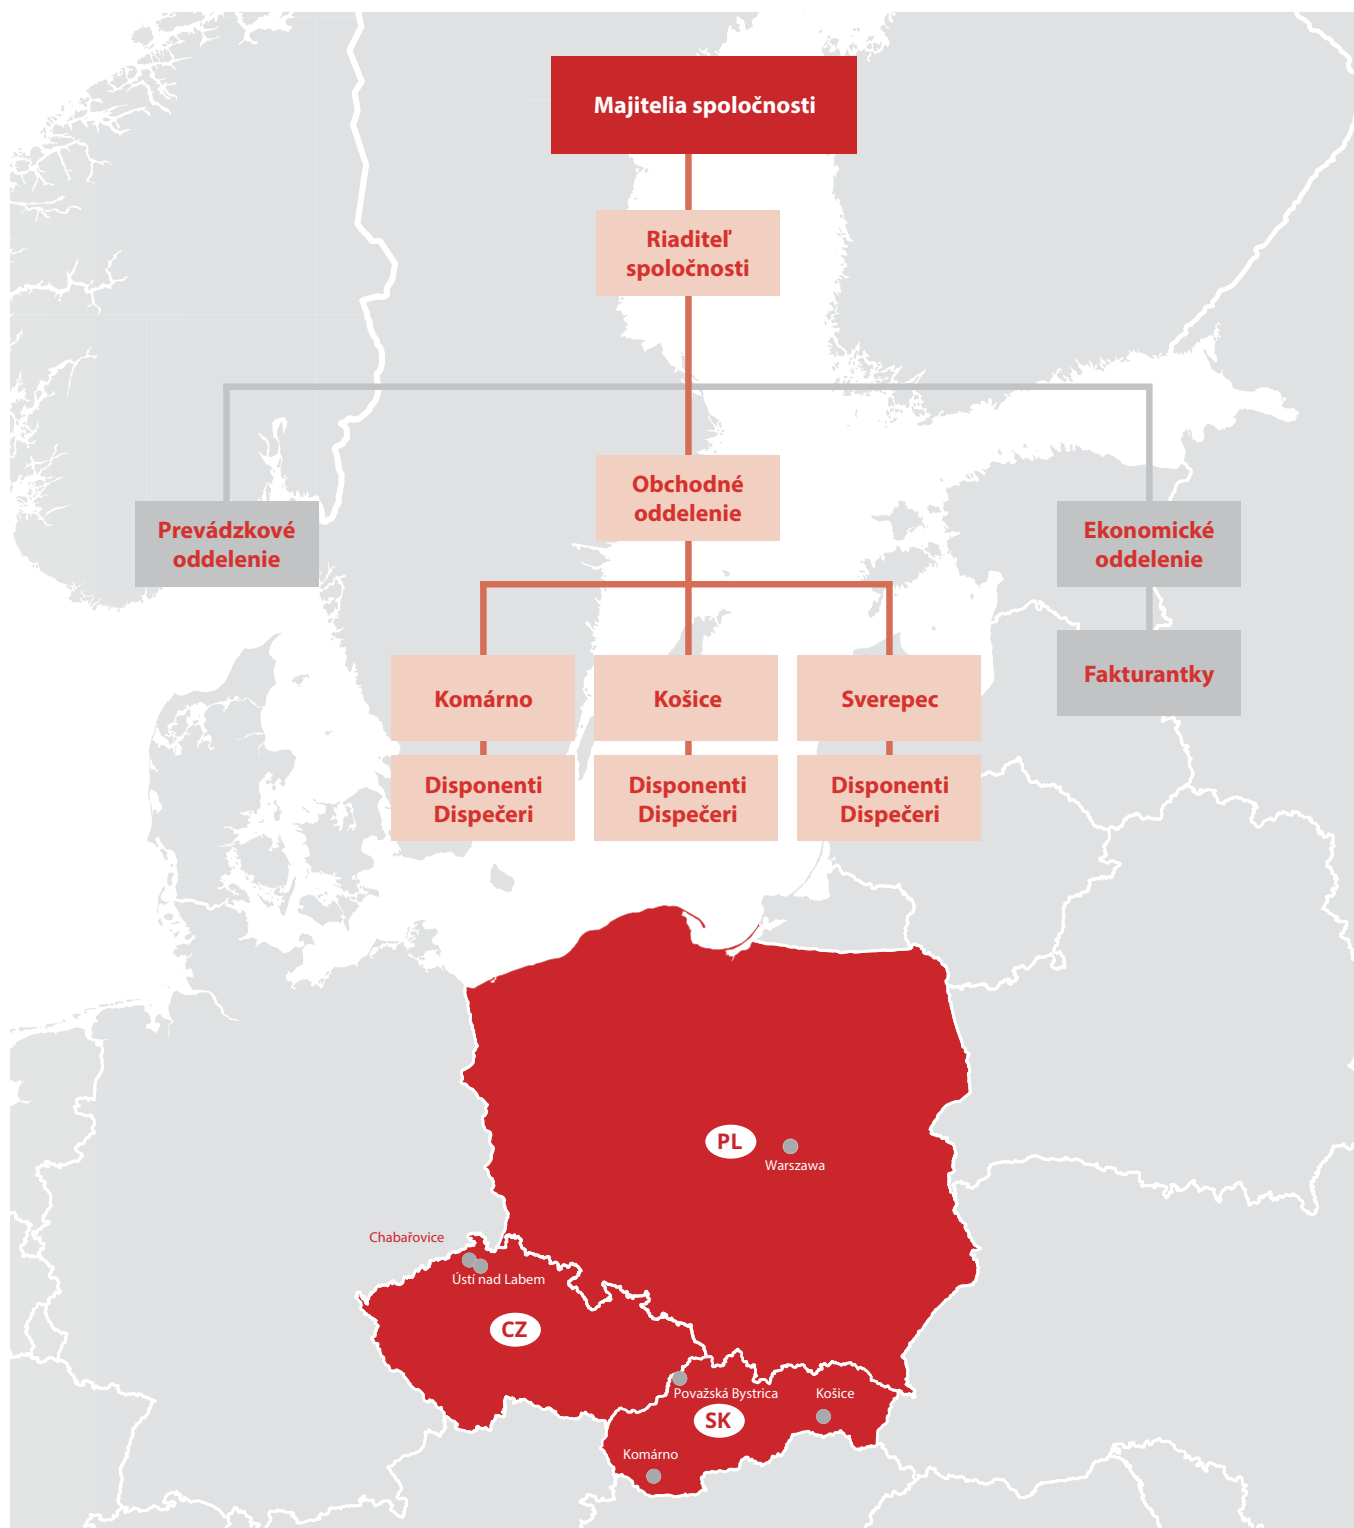 Majitelia spoločnosti
Riaditeľ
spoločnosti
Obchodné
oddelenie
Prevádzkové
oddelenie
Ekonomické
oddelenie
Fakturantky
Komárno
Košice
Sverepec
Disponenti
Dispečeri
Disponenti
Dispečeri
Disponenti
Dispečeri
PL
Warszawa
Chabařovice
Ústí nad Labem
CZ
Považská Bystrica
Košice
SK
Komárno